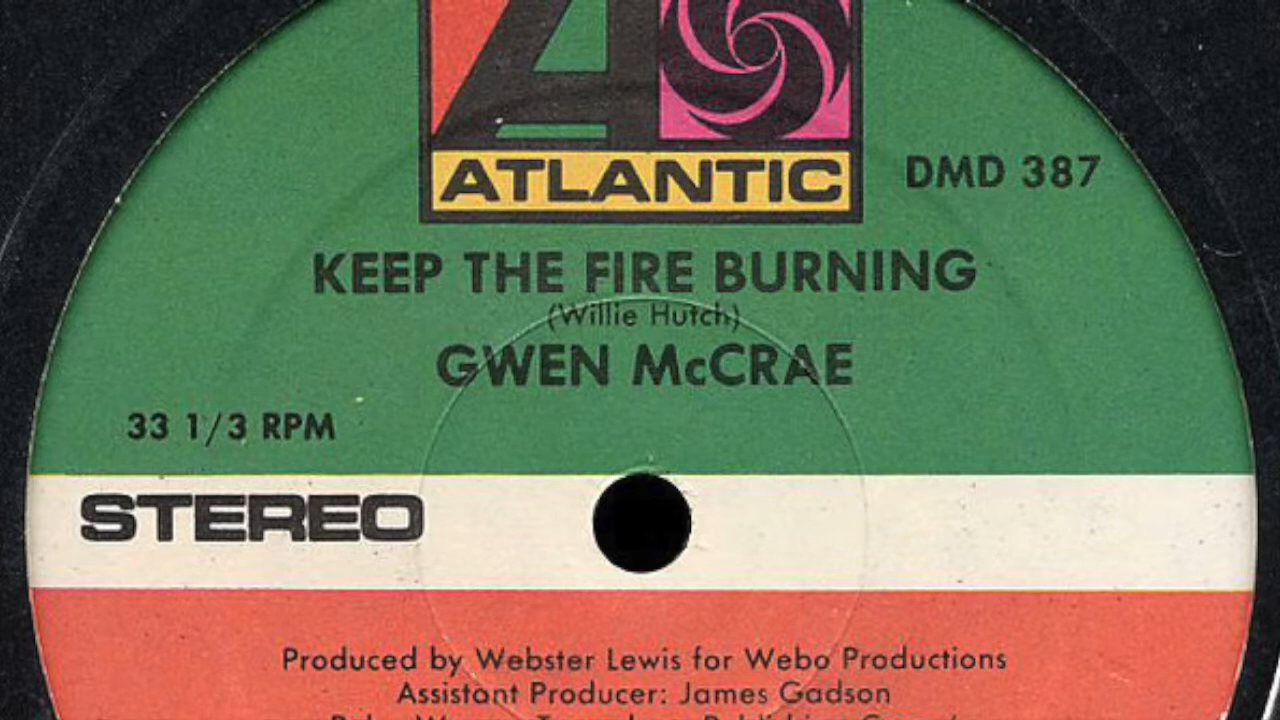 ATLANTIC
DMD 387
KEEP THE FIRE BURNING
(Willie Hutch)
GWEN McCRAE
33 1/3 RPM
STEREO
Produced by Webster Lewis for Webo Productions
Assistant Producer: James Gadson